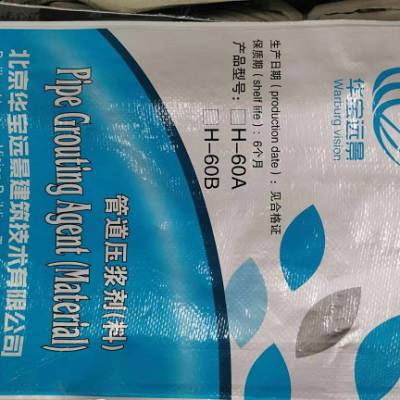 华宝远景
Warburg vision
生产日期（production date）：见合格证
保质期（shelf life）：6个月
产品型号：□H-60A
□H-60B
管道压浆剂(料)
Pipe Grouting Agent (Material)
北京华宝远景建筑技术有限公司